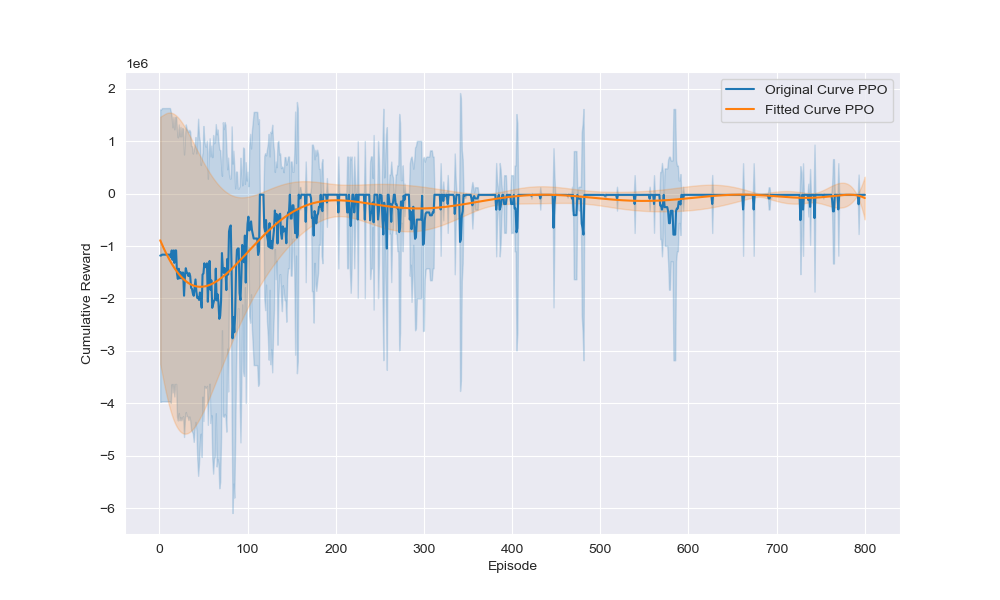 1e6
2
1
0
−1
−2
−3
−4
−5
−6
Cumulative Reward
0 100 200 300 400 500 600 700 800
Episode
Original Curve PPO
Fitted Curve PPO